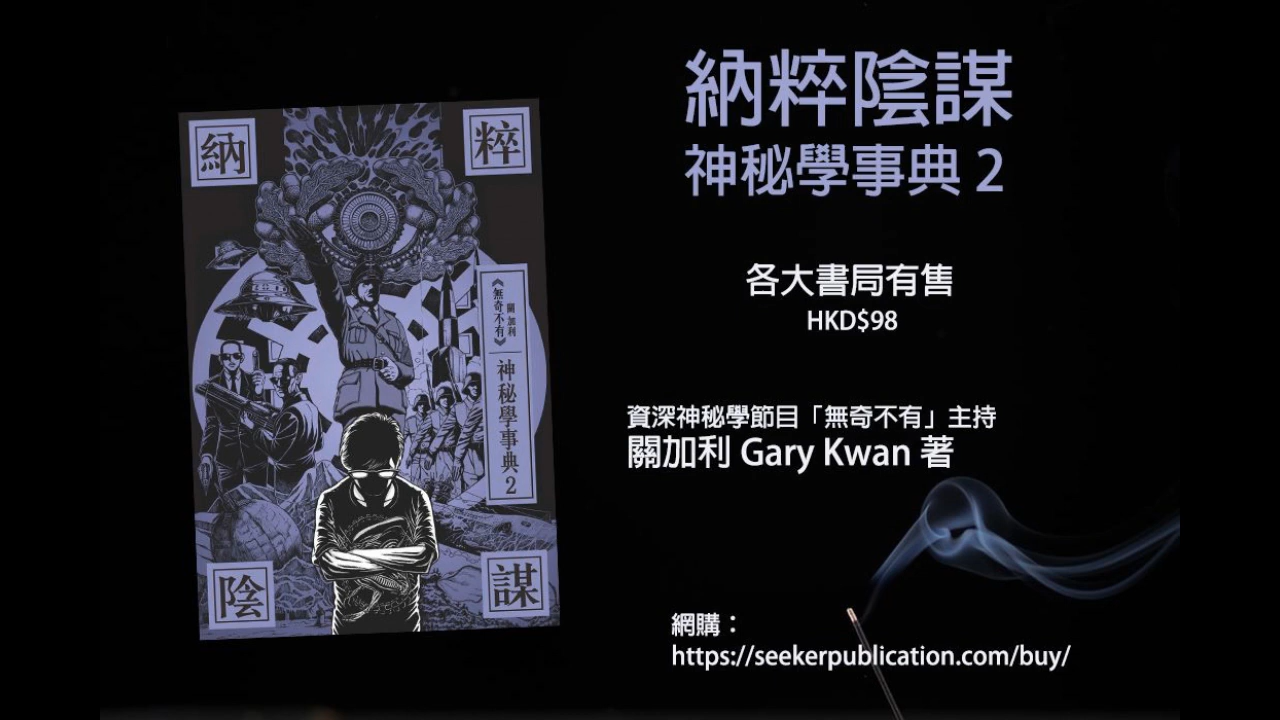 納粹
陰謀
《無奇不有》
關加利
神秘學事典2
納粹陰謀
神秘學事典 2
各大書局有售
HKD$98
資深神秘學節目「無奇不有」主持
關加利 Gary Kwan 著
網購：
https://seekerpublication.com/buy/